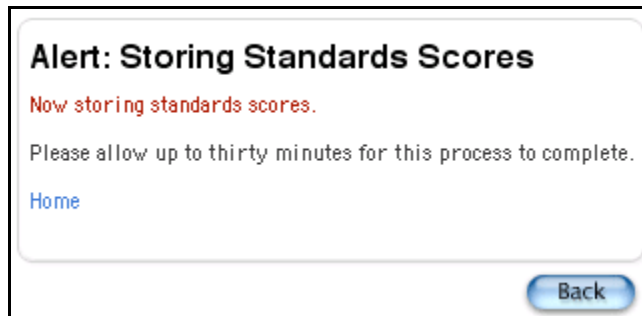 Alert: Storing Standards Scores
Now storing standards scores.
Please allow up to thirty minutes for this process to complete.
Home
Back